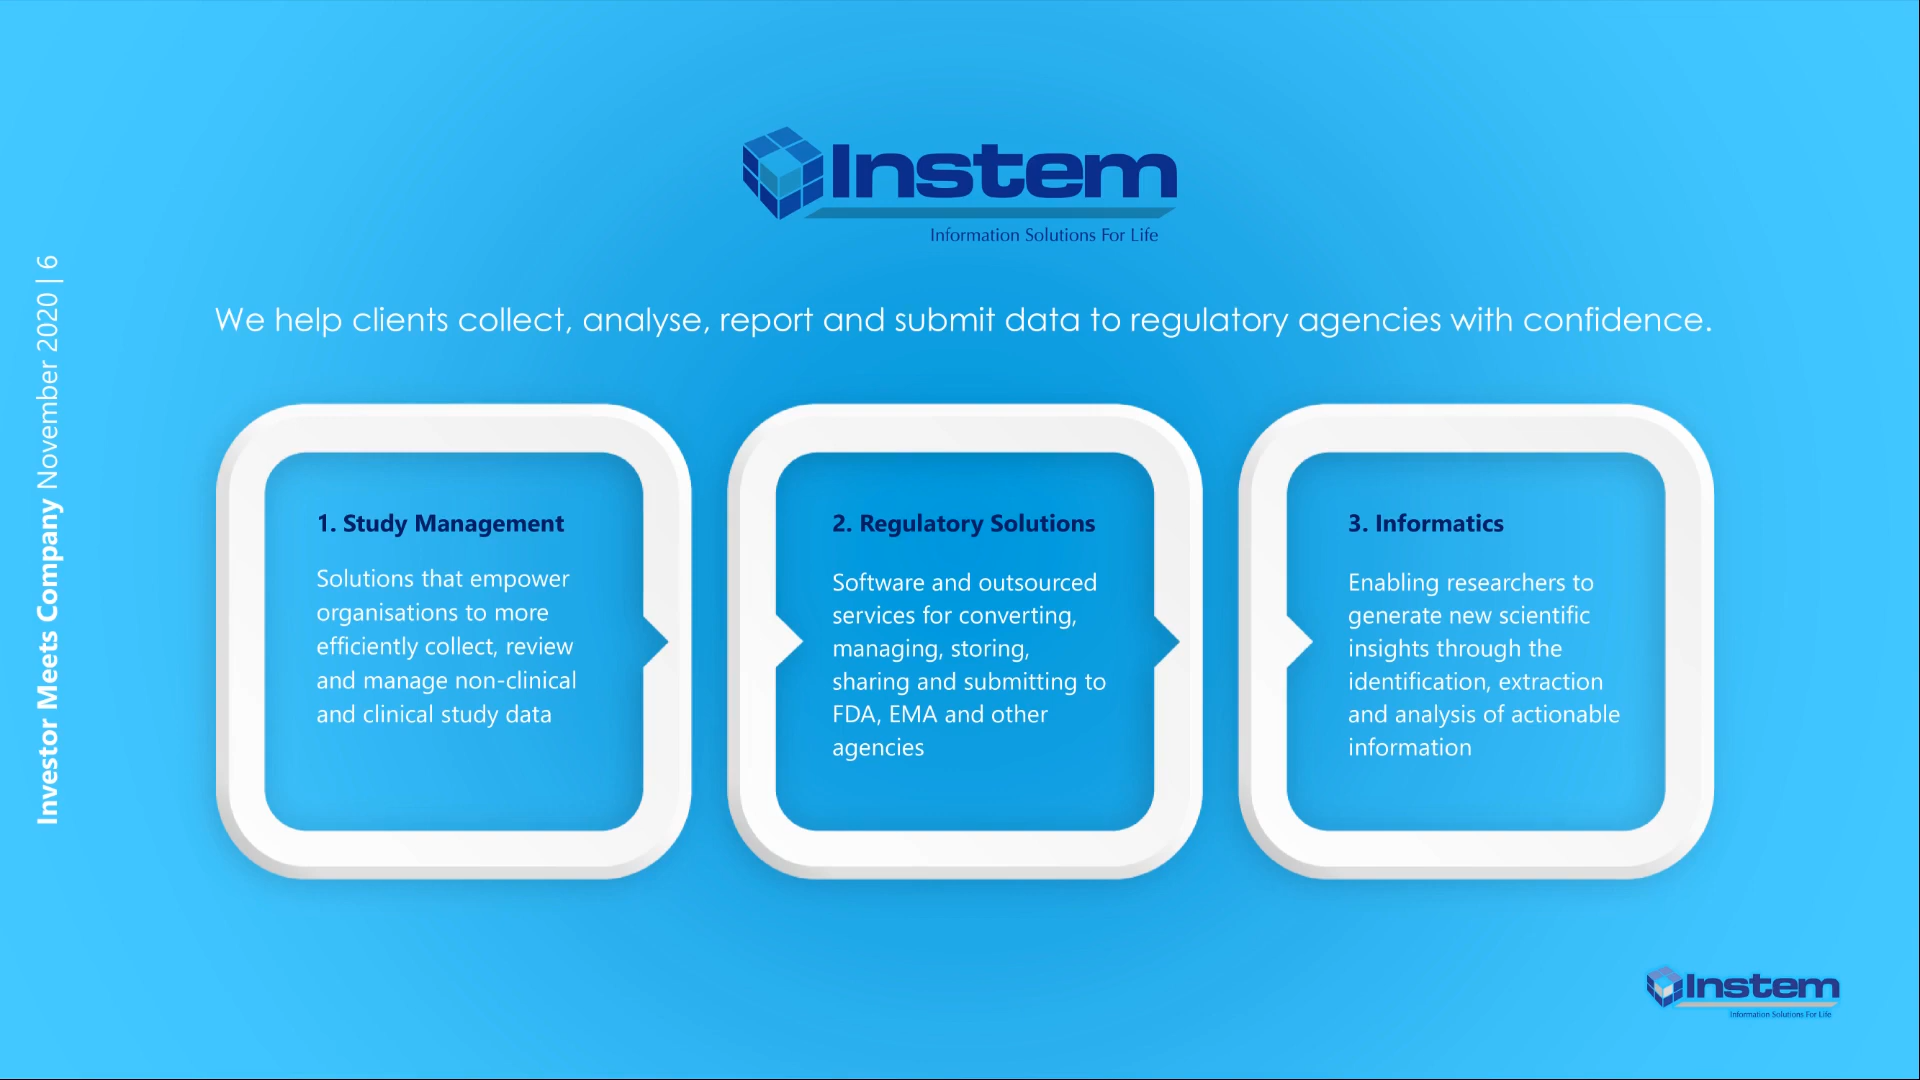 Instem
Information Solutions For Life
We help clients collect, analyse, report and submit data to regulatory agencies with confidence.
Investor Meets Company November 2020 | 6
1. Study Management
Solutions that empower
organisations to more
efficiently collect, review
and manage non-clinical
and clinical study data
2. Regulatory Solutions
Software and outsourced
services for converting,
managing, storing,
sharing and submitting to
FDA, EMA and other
agencies
3. Informatics
Enabling researchers to
generate new scientific
insights through the
identification, extraction
and analysis of actionable
information
Instem
Information Solutions For Life